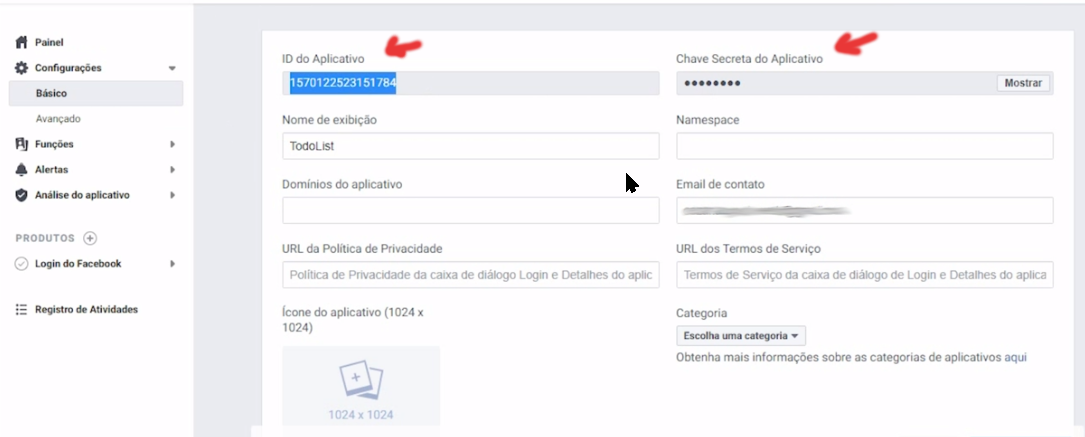 Painel
Configurações
Básico
Avançado
Funções
Alertas
Análise do aplicativo
PRODUTOS
Login do Facebook
Registro de Atividades
ID do Aplicativo
1570122523151784
Chave Secreta do Aplicativo
••••••••
Mostrar
Nome de exibição
TodoList
Namespace
Domínios do aplicativo
Email de contato
URL da Política de Privacidade
Política de Privacidade da caixa de diálogo Login e Detalhes do aplic
URL dos Termos de Serviço
Termos de Serviço da caixa de diálogo de Login e Detalhes do aplica
Ícone do aplicativo (1024 x
1024)
1024 x 1024
Categoria
Escolha uma categoria
Obtenha mais informações sobre as categorias de aplicativos aqui